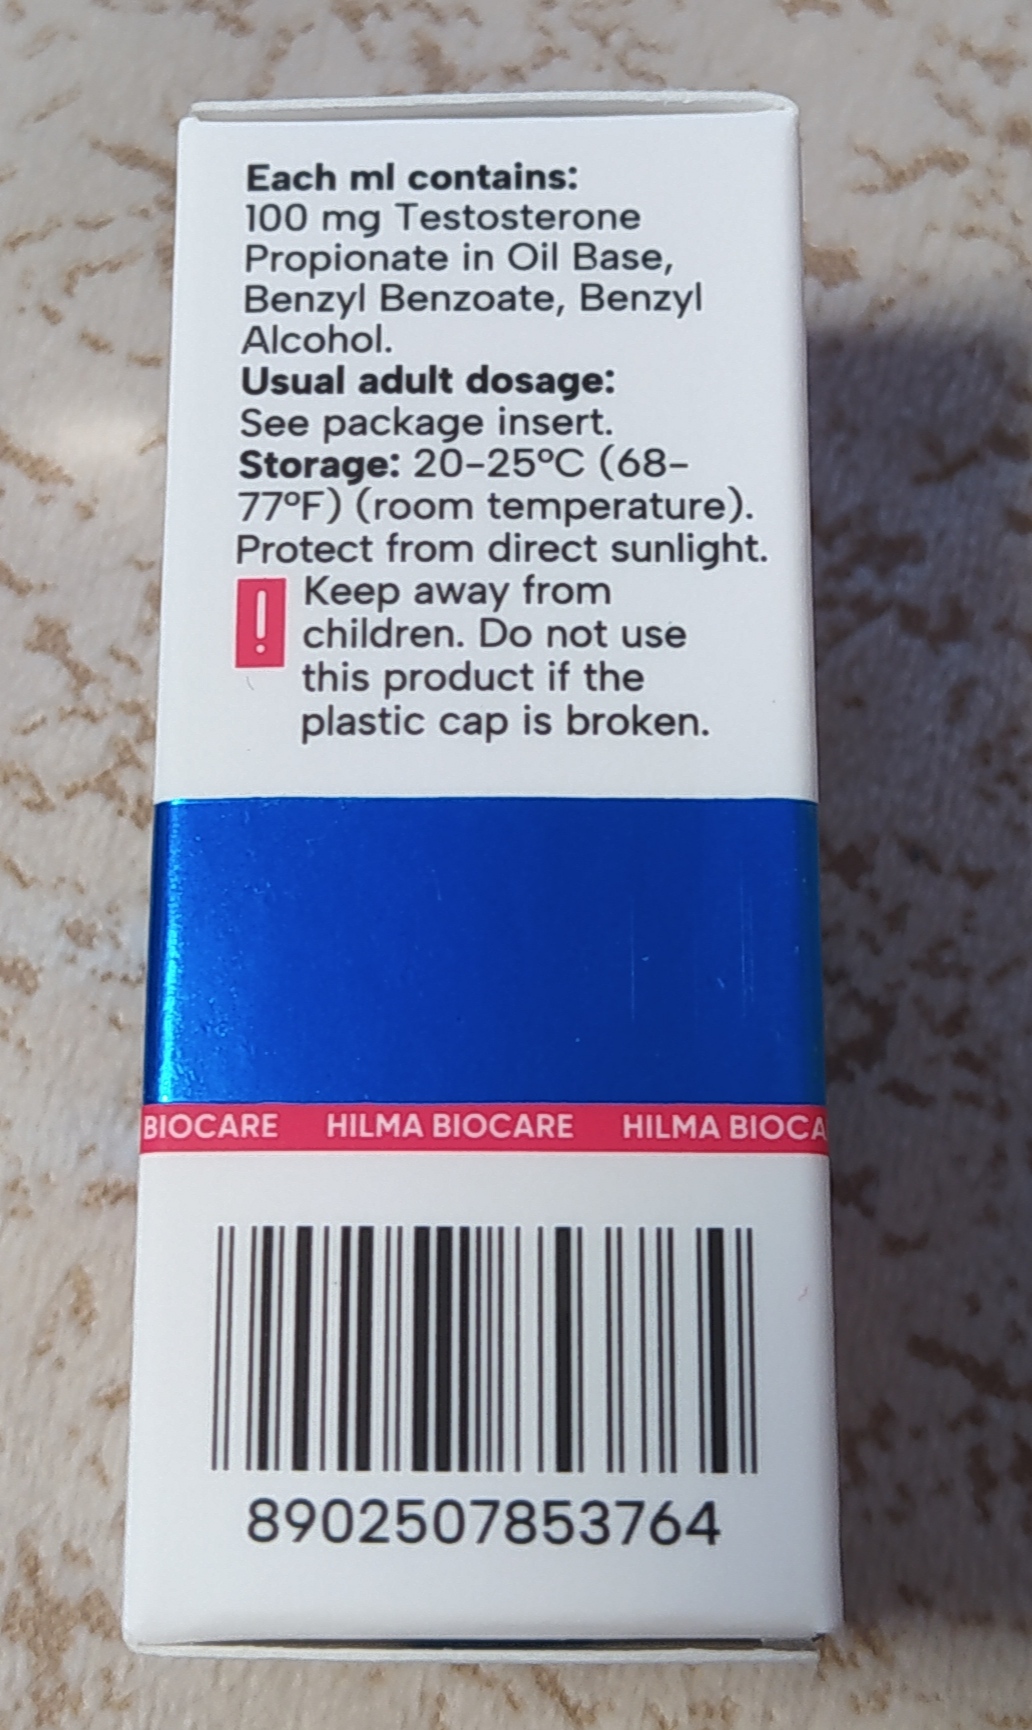 Each ml contains:
100 mg Testosterone
Propionate in Oil Base,
Benzyl Benzoate, Benzyl
Alcohol.
Usual adult dosage:
See package insert.
Storage: 20–25°C (68–
77°F) (room temperature).
Protect from direct sunlight.
! Keep away from
children. Do not use
this product if the
plastic cap is broken.
BIOCARE HILMA BIOCARE HILMA BIOCA
8902507853764